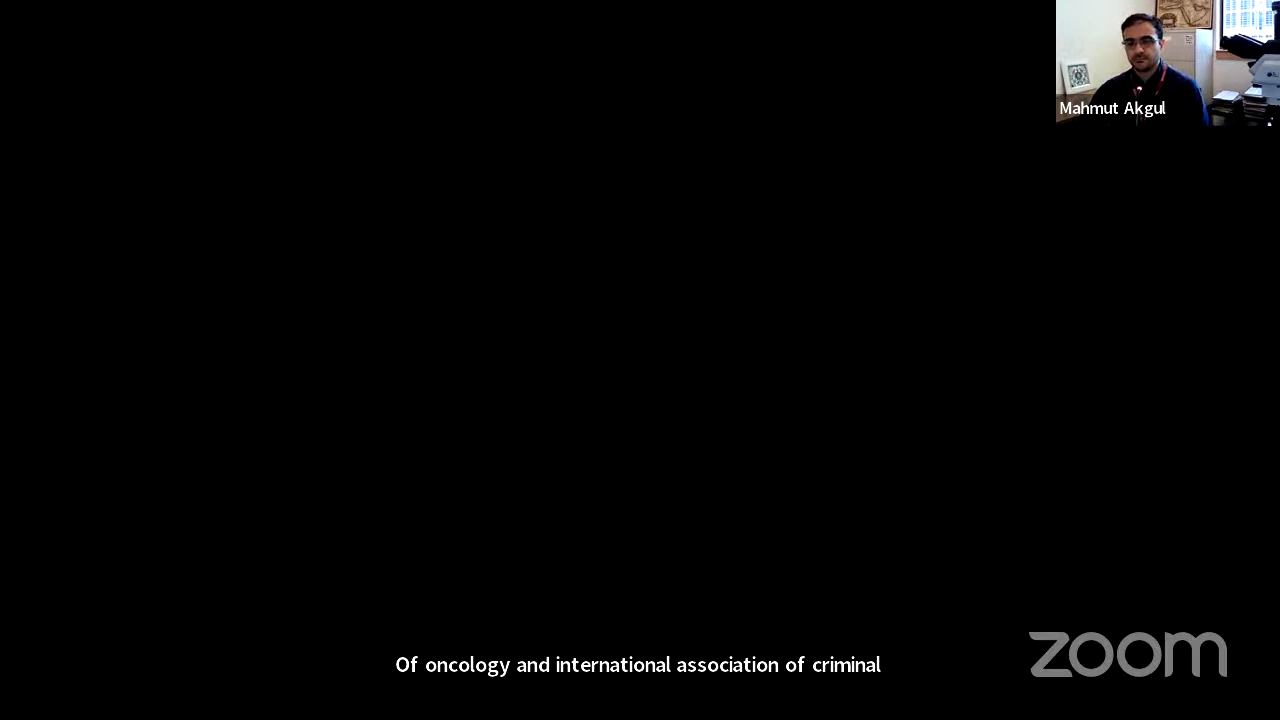 Mahmut Akgul
Of oncology and international association of criminal
zoom